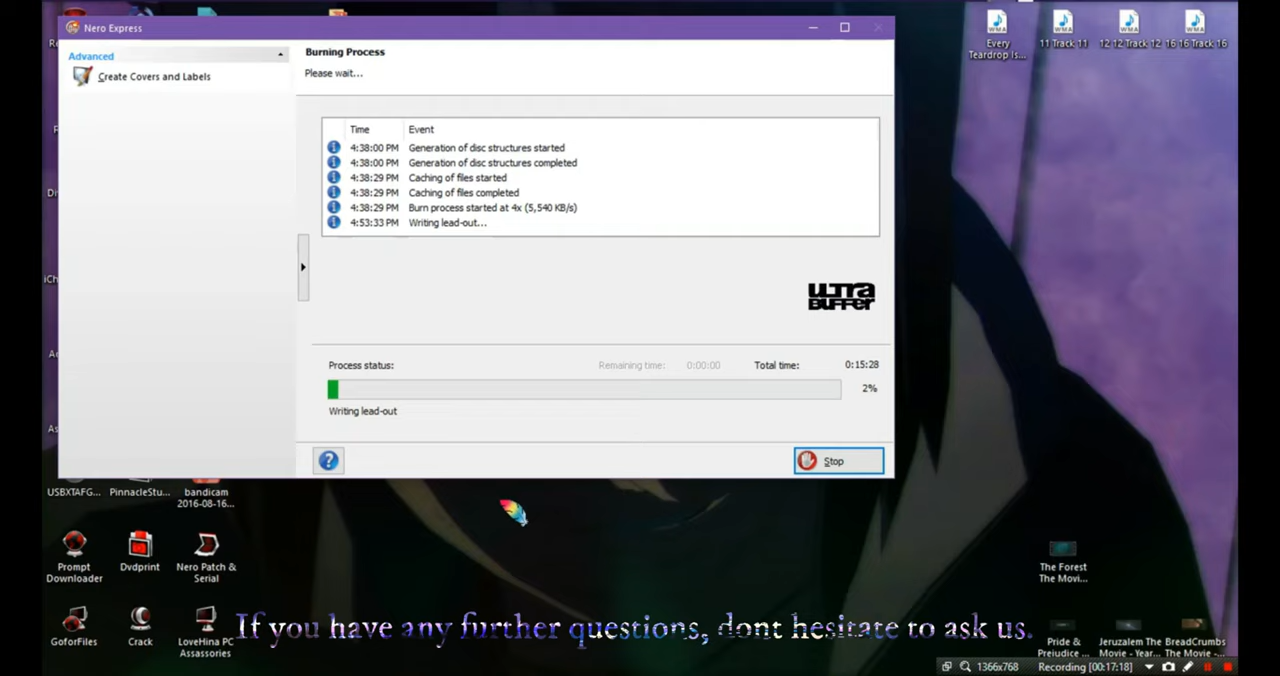 Nero Express
Advanced
Create Covers and Labels
Burning Process
Please wait...
Time Event
4:38:00 PM Generation of disc structures started
4:38:00 PM Generation of disc structures completed
4:38:29 PM Caching of files started
4:38:29 PM Caching of files completed
4:38:29 PM Burn process started at 4x (5,540 KB/s)
4:53:33 PM Writing lead-out...
ULTRA
BUFFER
Process status: Remaining time: 0:00:00 Total time: 0:15:28
2%
Writing lead-out
Stop
WMA WMA WMA WMA
Every
Teardrop Is...
11 Track 11
12 12 Track 12
16 16 Track 16
USBXTAFG...
PinnacleStu...
bandicam
2016-08-16...
Prompt
Downloader
Dvdprint
Nero Patch &
Serial
GoforFiles
Crack
LoveHina PC
Assassories
The Forest
The Movi...
Pride &
Prejudice ...
Jeruzalem The
Movie - Year...
BreadCrumbs
The Movie -...
If you have any further questions, dont hesitate to ask us.
1366x768 Recording [00:17:18]